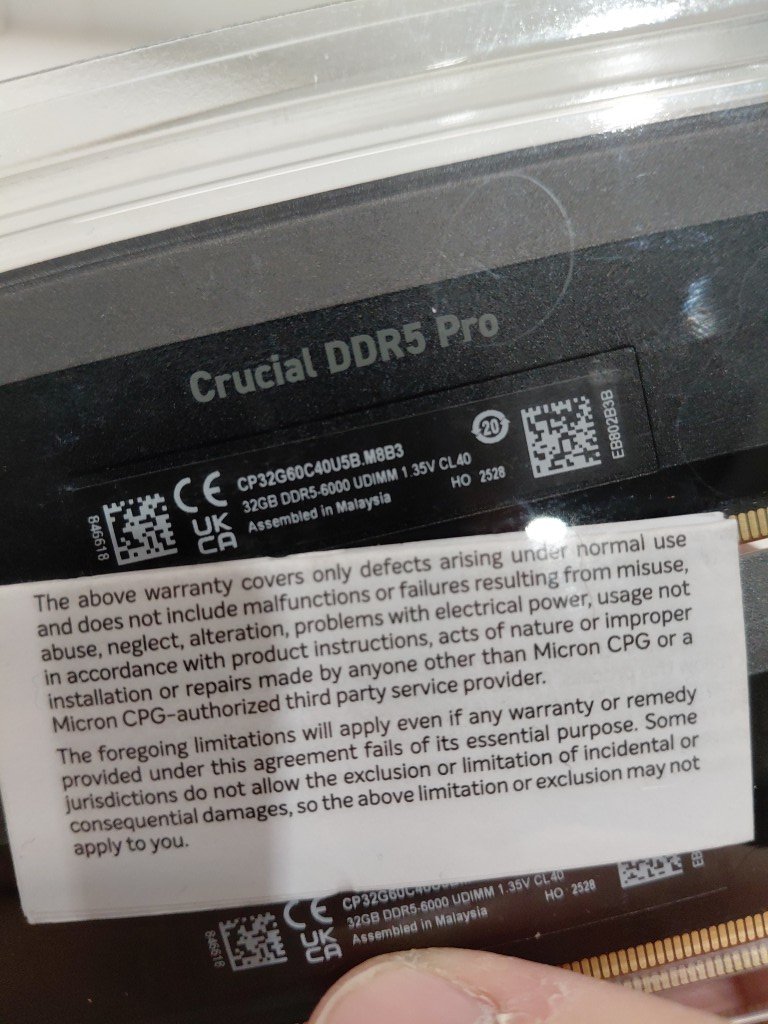 Crucial DDR5 Pro
20
EB802B3B
CP32G60C40U5B.M8B3
32GB DDR5-6000 UDIMM 1.35V CL40
HO 2528
Assembled in Malaysia
CE
UK
CA
846618
The above warranty covers only defects arising under normal use
and does not include malfunctions or failures resulting from misuse,
abuse, neglect, alteration, problems with electrical power, usage not
in accordance with product instructions, acts of nature or improper
installation or repairs made by anyone other than Micron CPG or a
Micron CPG-authorized third party service provider.
The foregoing limitations will apply even if any warranty or remedy
provided under this agreement fails of its essential purpose. Some
jurisdictions do not allow the exclusion or limitation of incidental or
consequential damages, so the above limitation or exclusion may not
apply to you.
32GB DDR5-6000 UDIMM 1.35V CL40
HO 2528
Assembled in Malaysia
CE
UK
CA
846618